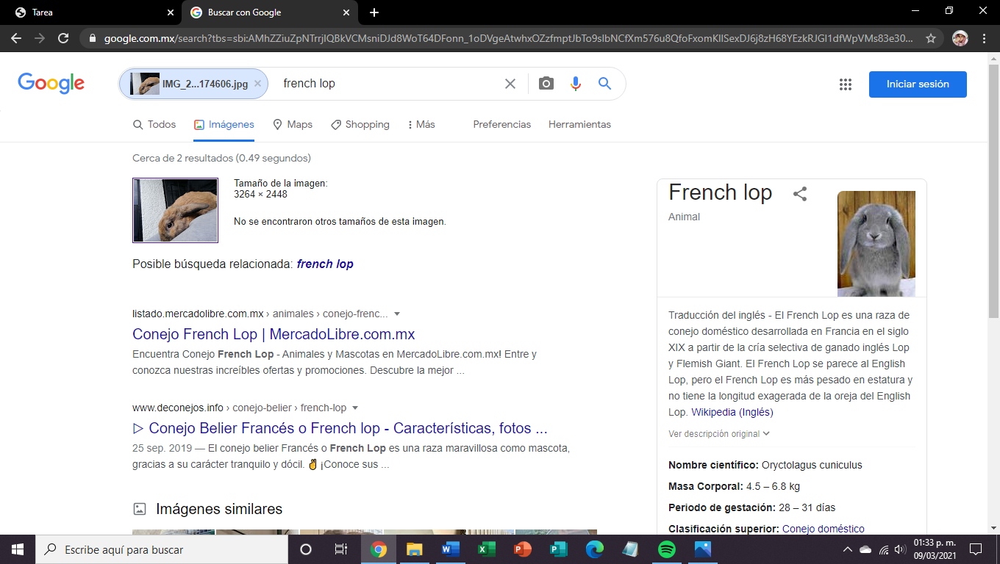 Tarea
Buscar con Google
google.com.mx/search?tbs=sbi:AMhZZiuZpNTrrjlQBkVCMsniDJd8WoT64DFonn_1oDVgeAtwhxOZzfmptJbTo9slbNCfXm576u8QfoFxomKIlSexDJ6j8zH68YEzkRJGI1dfWpVMs83e30...
Google
IMG_2...174606.jpg
french lop
Iniciar sesión
Todos
Imágenes
Maps
Shopping
Más
Preferencias
Herramientas
Cerca de 2 resultados (0.49 segundos)
Tamaño de la imagen:
3264 × 2448
No se encontraron otros tamaños de esta imagen.
Posible búsqueda relacionada: french lop
listado.mercadolibre.com.mx › animales › conejo-frenc...
Conejo French Lop | MercadoLibre.com.mx
Encuentra Conejo French Lop - Animales y Mascotas en MercadoLibre.com.mx! Entre y
conozca nuestras increíbles ofertas y promociones. Descubre la mejor ...
www.deconejos.info › conejo-belier › french-lop
▷ Conejo Belier Francés o French lop - Características, fotos ...
25 sep. 2019 — El conejo belier Francés o French Lop es una raza maravillosa como mascota,
gracias a su carácter tranquilo y dócil. ✌ ¡Conoce sus ...
Imágenes similares
French lop
Animal
Traducción del inglés - El French Lop es una raza de
conejo doméstico desarrollada en Francia en el siglo
XIX a partir de la cría selectiva de ganado inglés Lop
y Flemish Giant. El French Lop se parece al English
Lop, pero el French Lop es más pesado en estatura y
no tiene la longitud exagerada de la oreja del English
Lop. Wikipedia (Inglés)
Ver descripción original
Nombre científico: Oryctolagus cuniculus
Masa Corporal: 4.5 – 6.8 kg
Periodo de gestación: 28 – 31 días
Clasificación superior: Conejo doméstico
Escribe aquí para buscar
01:33 p. m.
09/03/2021